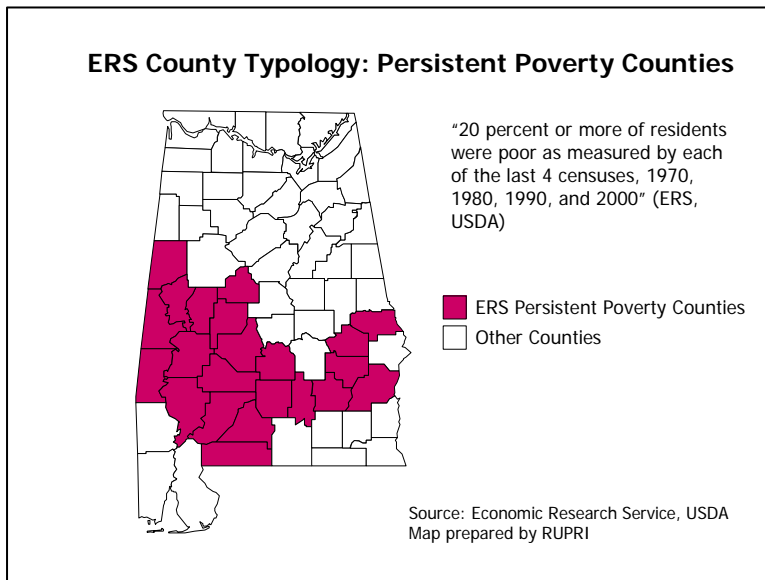 ERS County Typology: Persistent Poverty Counties
"20 percent or more of residents
were poor as measured by each
of the last 4 censuses, 1970,
1980, 1990, and 2000" (ERS,
USDA)
ERS Persistent Poverty Counties
Other Counties
Source: Economic Research Service, USDA
Map prepared by RUPRI